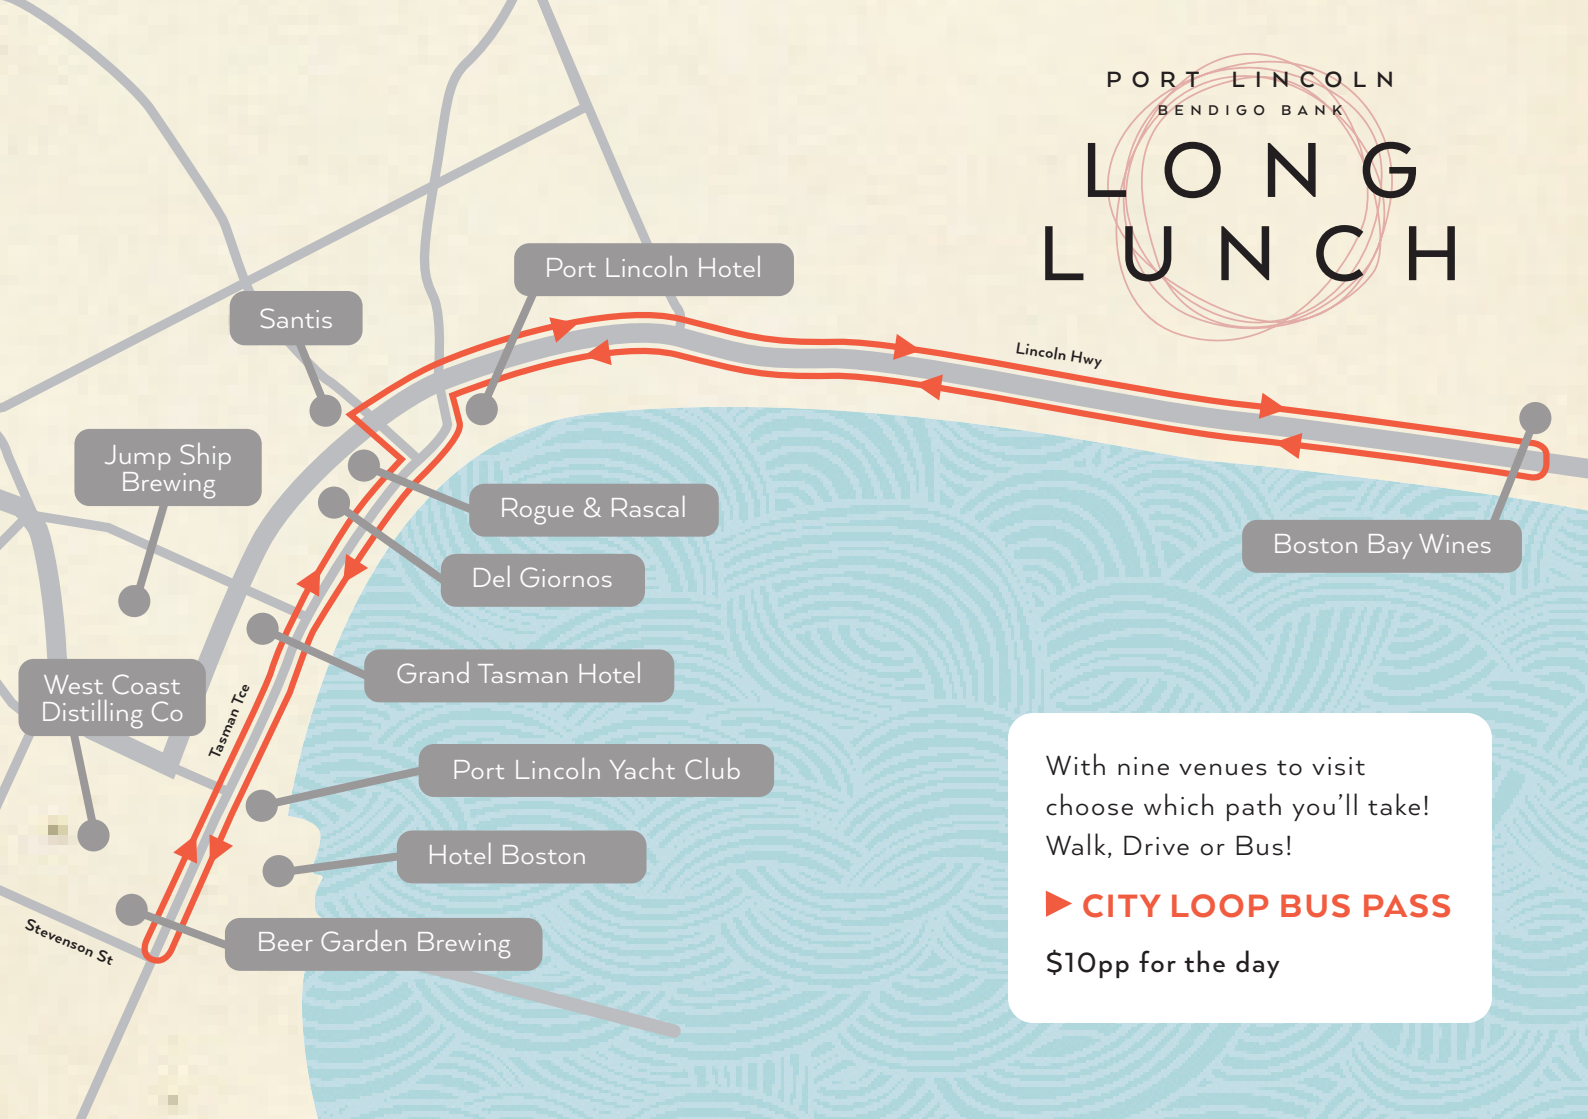 PORT LINCOLN
BENDIGO BANK
LONG
LUNCH
Port Lincoln Hotel
Santis
Lincoln Hwy
Jump Ship
Brewing
Rogue & Rascal
Boston Bay Wines
Del Giornos
Grand Tasman Hotel
West Coast
Distilling Co
Tasman Tce
Port Lincoln Yacht Club
Hotel Boston
Beer Garden Brewing
Stevenson St
With nine venues to visit
choose which path you'll take!
Walk, Drive or Bus!
CITY LOOP BUS PASS
$10pp for the day